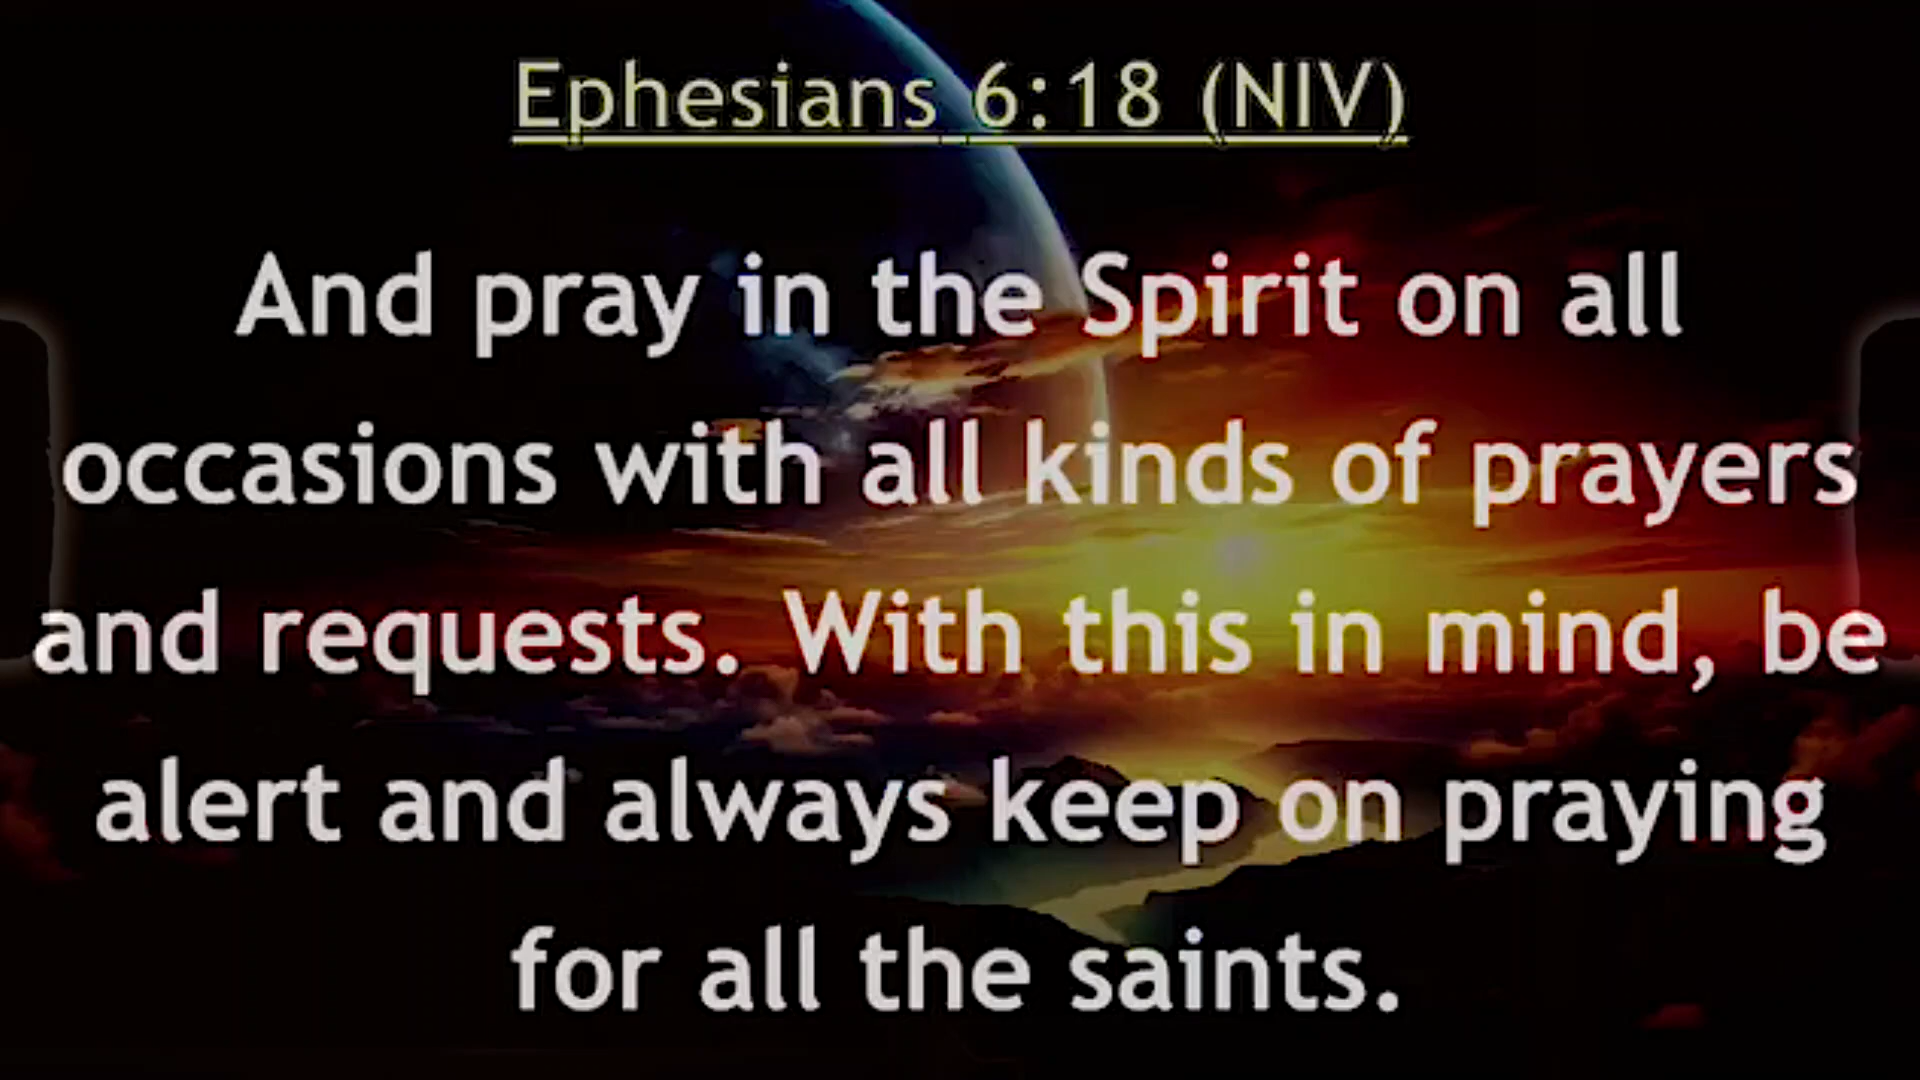 Ephesians 6:18 (NIV)
And pray in the Spirit on all
occasions with all kinds of prayers
and requests. With this in mind, be
alert and always keep on praying
for all the saints.